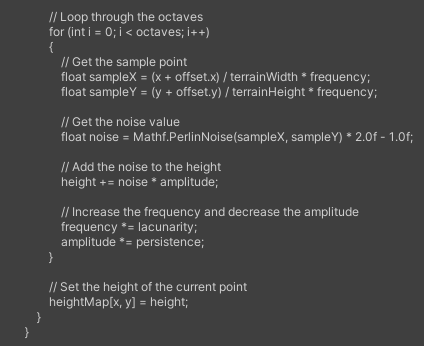 // Loop through the octaves
for (int i = 0; i < octaves; i++)
{
// Get the sample point
float sampleX = (x + offset.x) / terrainWidth * frequency;
float sampleY = (y + offset.y) / terrainHeight * frequency;
// Get the noise value
float noise = Mathf.PerlinNoise(sampleX, sampleY) * 2.0f - 1.0f;
// Add the noise to the height
height += noise * amplitude;
// Increase the frequency and decrease the amplitude
frequency *= lacunarity;
amplitude *= persistence;
}
// Set the height of the current point
heightMap[x, y] = height;
}
}